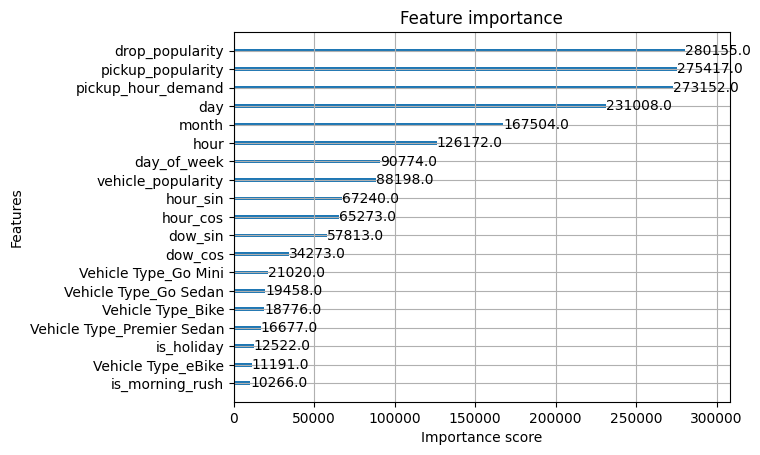 Feature importance
drop_popularity 280155.0
pickup_popularity 275417.0
pickup_hour_demand 273152.0
day 231008.0
month 167504.0
hour 126172.0
day_of_week 90774.0
vehicle_popularity 88198.0
hour_sin 67240.0
hour_cos 65273.0
dow_sin 57813.0
dow_cos 34273.0
Vehicle Type_Go Mini 21020.0
Vehicle Type_Go Sedan 19458.0
Vehicle Type_Bike 18776.0
Vehicle Type_Premier Sedan 16677.0
is_holiday 12522.0
Vehicle Type_eBike 11191.0
is_morning_rush 10266.0
Features
0 50000 100000 150000 200000 250000 300000
Importance score